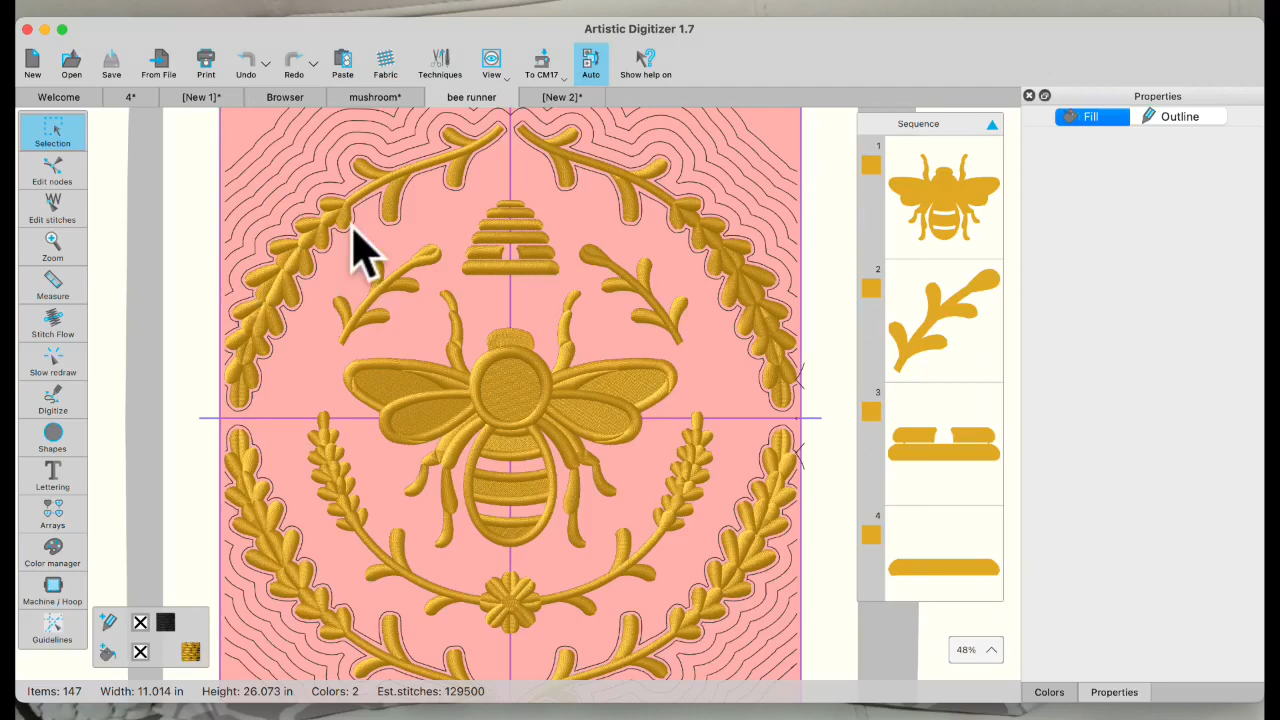 Artistic Digitizer 1.7
New Open Save From File Print Undo Redo Paste Fabric Techniques View To CM17 Auto Show help on
Welcome 4* [New 1]* Browser mushroom* bee runner [New 2]* Properties
Fill Outline
Selection
Edit nodes
Edit stitches
Zoom
Measure
Stitch Flow
Slow redraw
Digitize
Shapes
Lettering
Arrays
Color manager
Machine / Hoop
Guidelines
Sequence
1
2
3
4
48%
Items: 147 Width: 11.014 in Height: 26.073 in Colors: 2 Est.stitches: 129500
Colors Properties